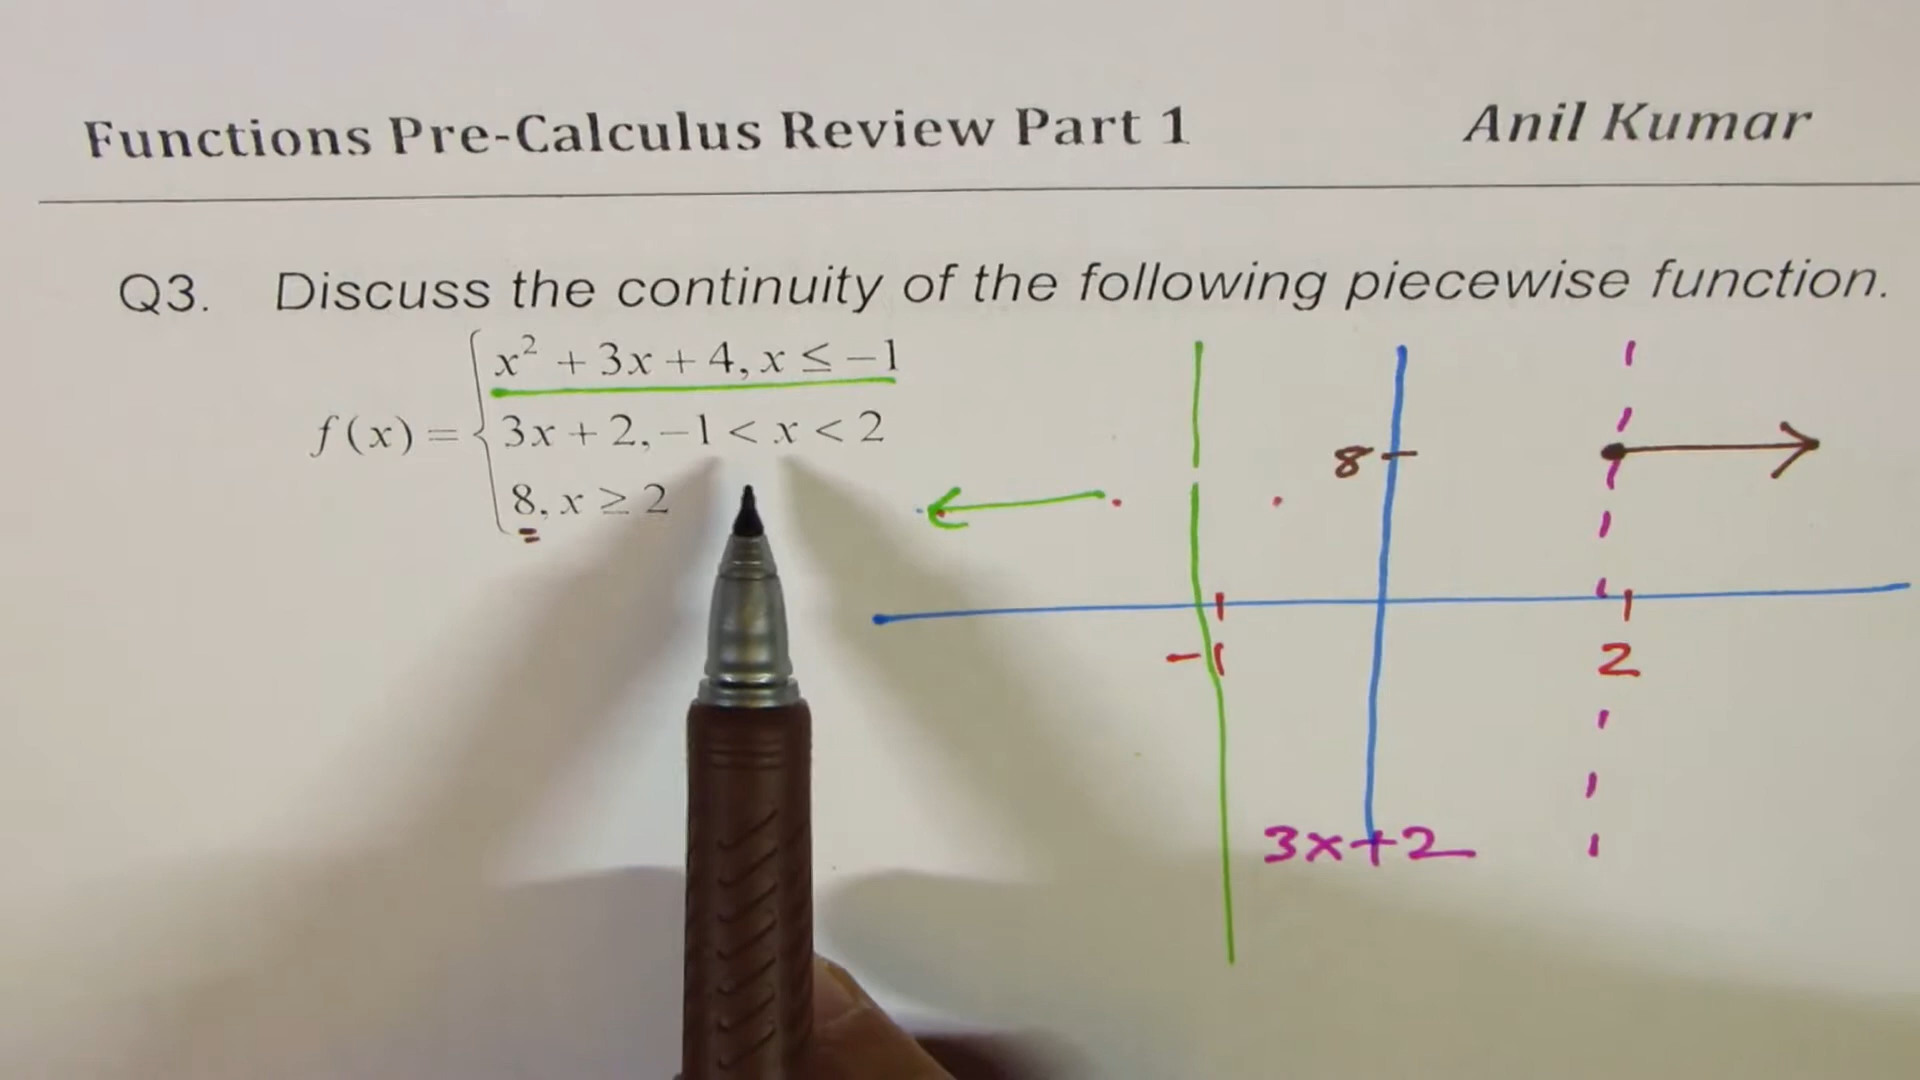 Functions Pre-Calculus Review Part 1 Anil Kumar
Q3. Discuss the continuity of the following piecewise function.
x² + 3x + 4, x ≤ −1
f(x) = { 3x + 2, −1 < x < 2
8, x ≥ 2
8
−1 2
3x+2